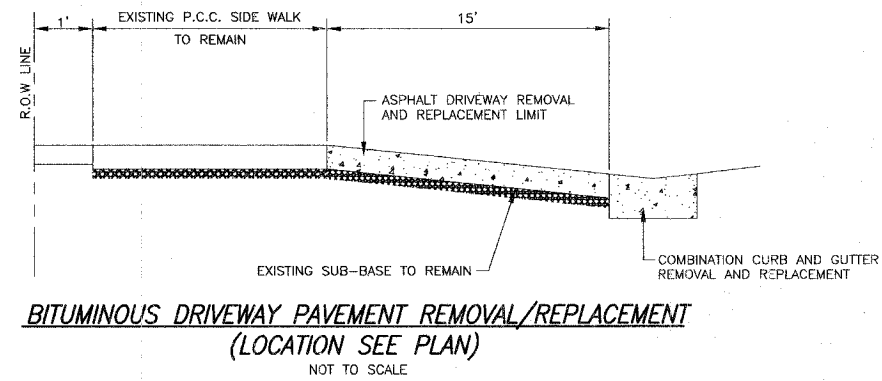 1'
EXISTING P.C.C. SIDE WALK
TO REMAIN
15'
R.O.W LINE
ASPHALT DRIVEWAY REMOVAL
AND REPLACEMENT LIMIT
EXISTING SUB-BASE TO REMAIN
COMBINATION CURB AND GUTTER
REMOVAL AND REPLACEMENT
BITUMINOUS DRIVEWAY PAVEMENT REMOVAL/REPLACEMENT
(LOCATION SEE PLAN)
NOT TO SCALE